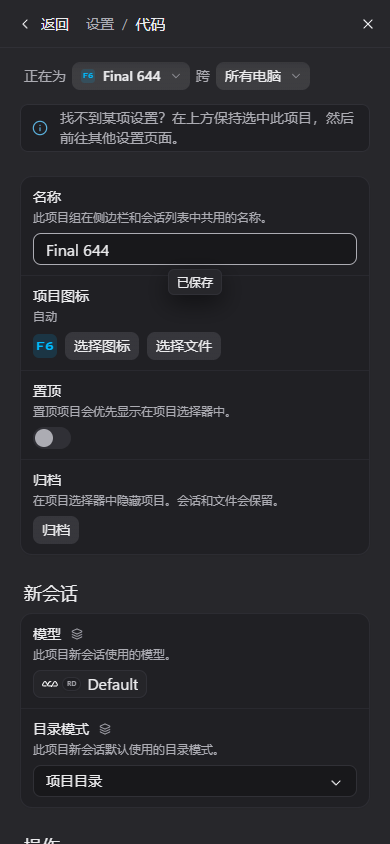 返回 设置 / 代码
正在为 F6 Final 644 跨 所有电脑
找不到某项设置？在上方保持选中此项目，然后
前往其他设置页面。
名称
此项目组在侧边栏和会话列表中共用的名称。
Final 644
已保存
项目图标
自动
F6 选择图标 选择文件
置顶
置顶项目会优先显示在项目选择器中。
归档
在项目选择器中隐藏项目。会话和文件会保留。
归档
新会话
模型
此项目新会话使用的模型。
RD Default
目录模式
此项目新会话默认使用的目录模式。
项目目录